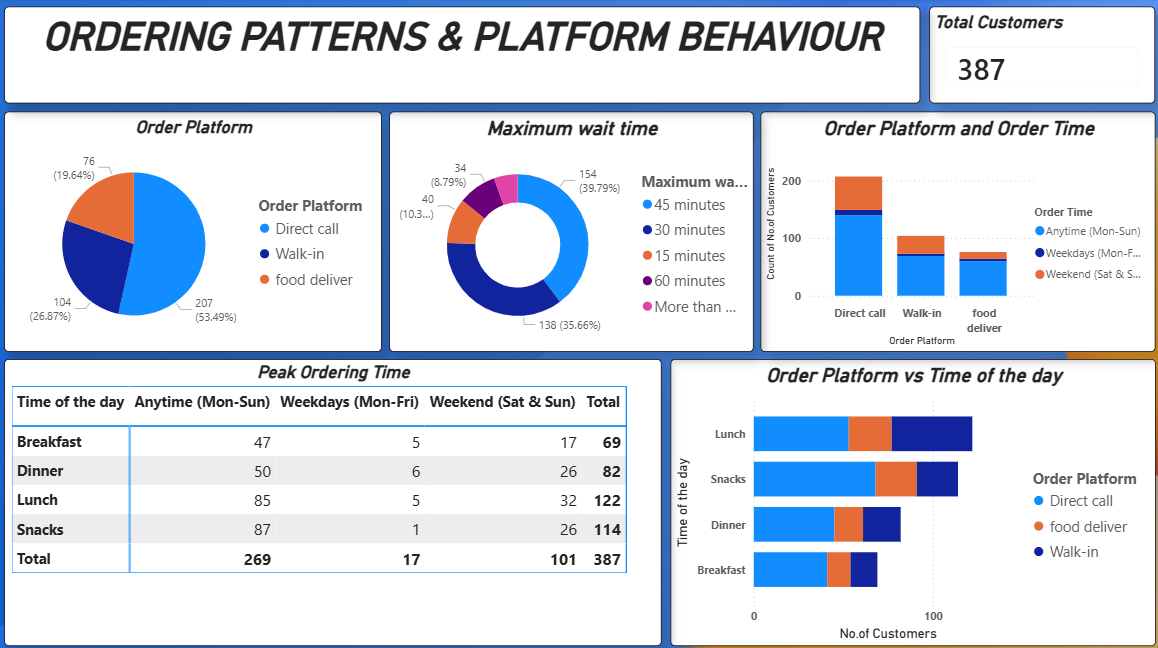 ORDERING PATTERNS & PLATFORM BEHAVIOUR
Total Customers
387
Order Platform
76
(19.64%)
104
(26.87%)
207
(53.49%)
Order Platform
Direct call
Walk-in
food deliver
Maximum wait time
34
(8.79%)
40
(10.3...)
154
(39.79%)
138 (35.66%)
Maximum wa...
45 minutes
30 minutes
15 minutes
60 minutes
More than ...
Order Platform and Order Time
Count of No.of Customers
200
100
0
Direct call
Walk-in
food
deliver
Order Platform
Order Time
Anytime (Mon-Sun)
Weekdays (Mon-F...
Weekend (Sat & S...
Peak Ordering Time
Time of the day Anytime (Mon-Sun) Weekdays (Mon-Fri) Weekend (Sat & Sun) Total
Breakfast 47 5 17 69
Dinner 50 6 26 82
Lunch 85 5 32 122
Snacks 87 1 26 114
Total 269 17 101 387
Order Platform vs Time of the day
Time of the day
Lunch
Snacks
Dinner
Breakfast
0 100
No.of Customers
Order Platform
Direct call
food deliver
Walk-in